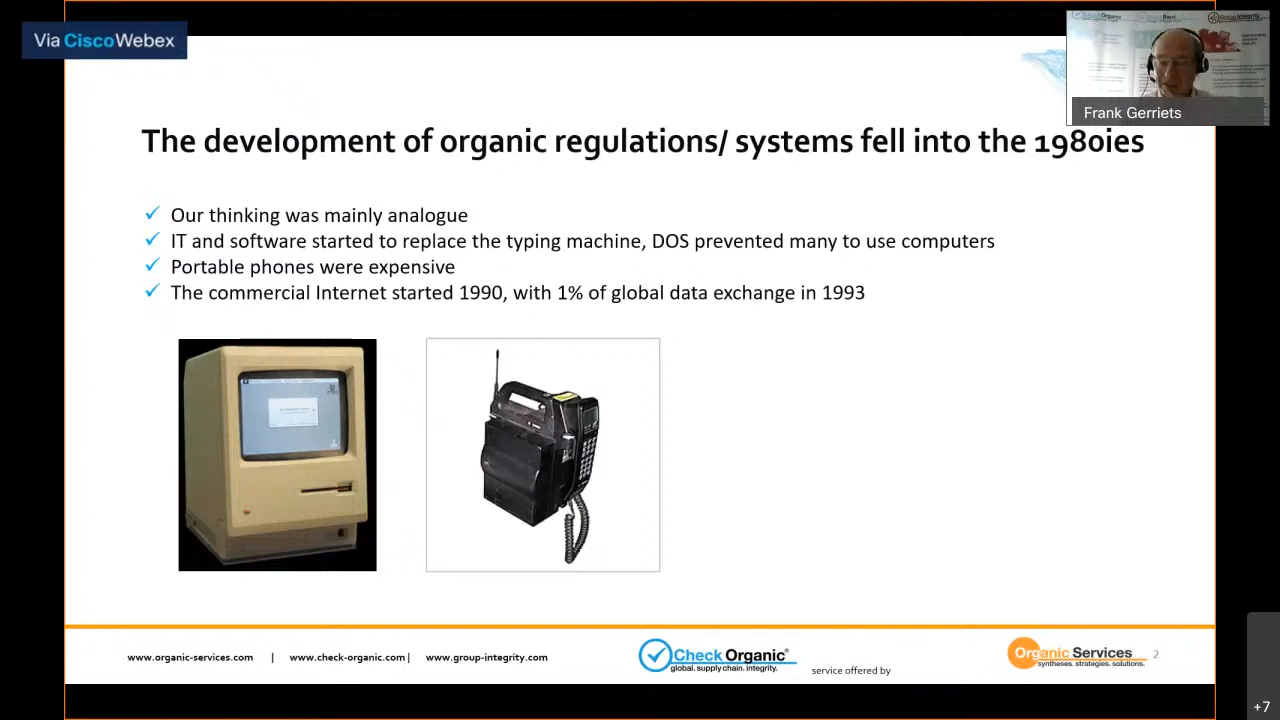 Via CiscoWebex
Frank Gerriets
The development of organic regulations/ systems fell into the 1980ies
Our thinking was mainly analogue
IT and software started to replace the typing machine, DOS prevented many to use computers
Portable phones were expensive
The commercial Internet started 1990, with 1% of global data exchange in 1993
www.organic-services.com | www.check-organic.com | www.group-integrity.com
Check Organic®
global. supply chain. integrity.
service offered by
Organic Services
syntheses. strategies. solutions.
2
+7